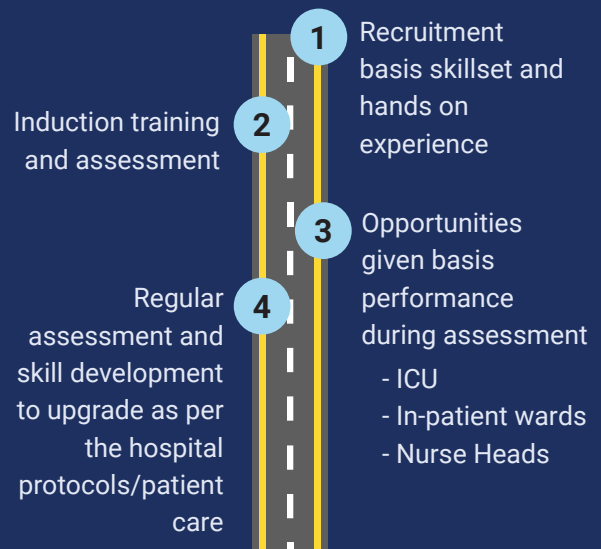 1
Recruitment
basis skillset and
hands on
experience
2
Induction training
and assessment
3
Opportunities
given basis
performance
during assessment
- ICU
- In-patient wards
- Nurse Heads
4
Regular
assessment and
skill development
to upgrade as per
the hospital
protocols/patient
care